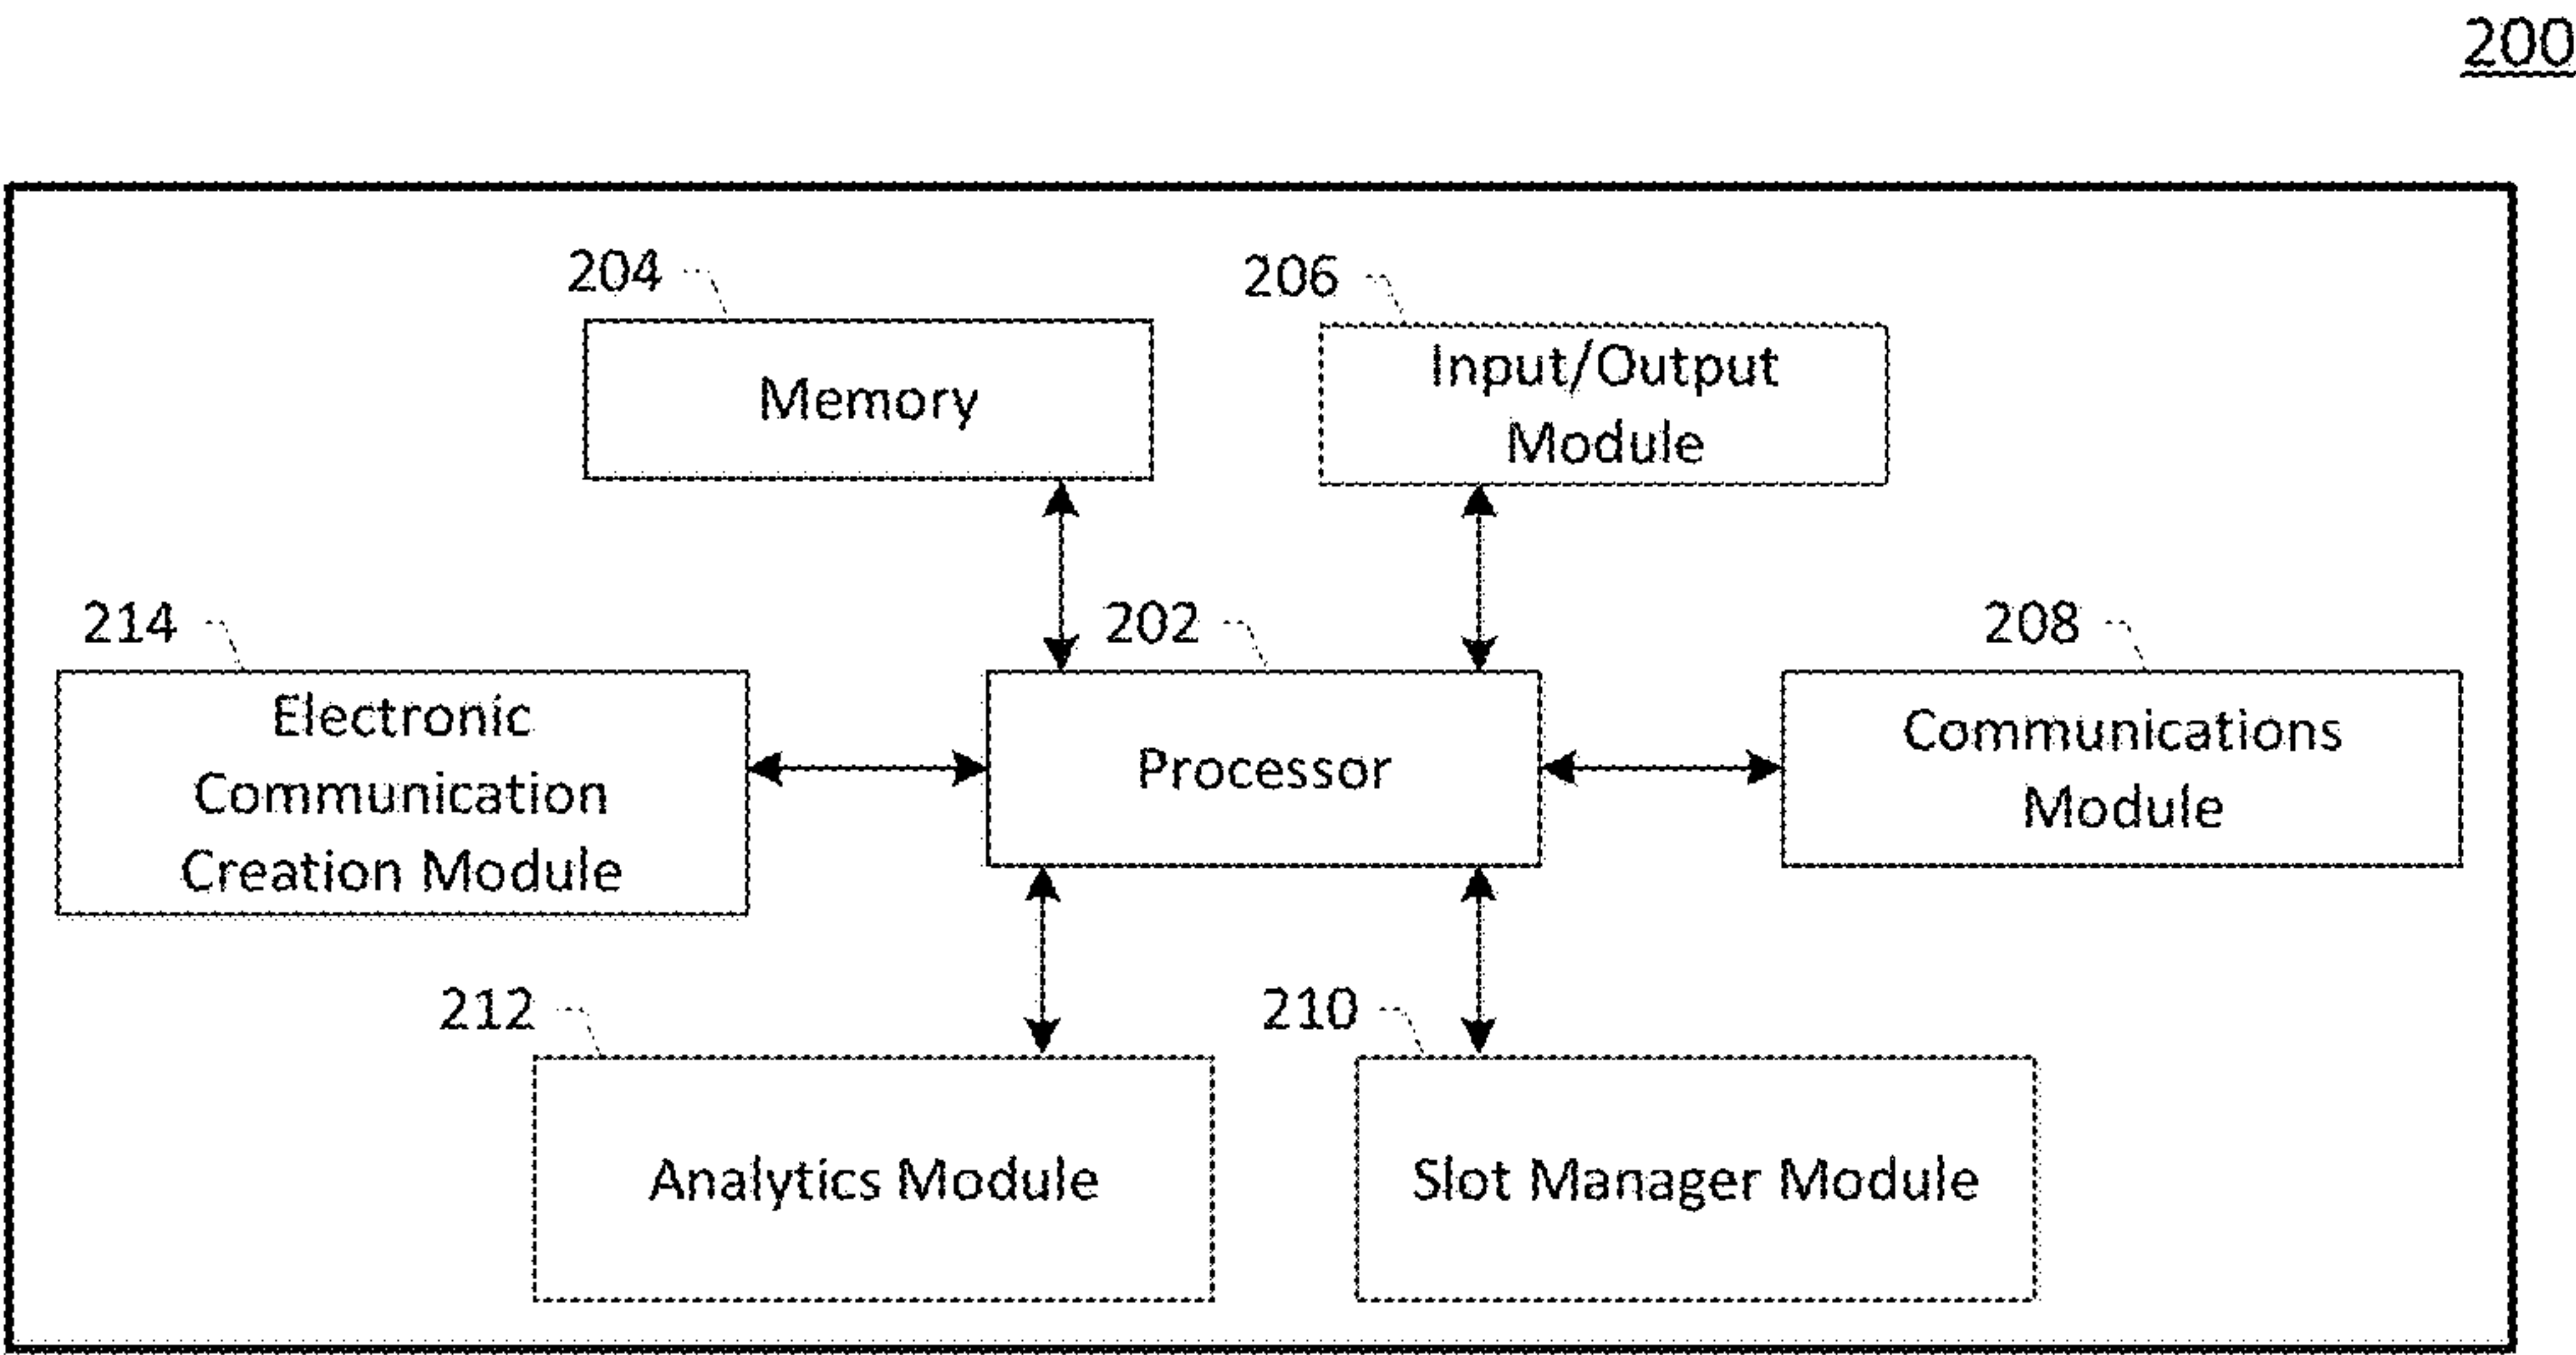 200
204
Memory
206
Input/Output
Module
214
Electronic
Communication
Creation Module
202
Processor
208
Communications
Module
212
Analytics Module
210
Slot Manager Module